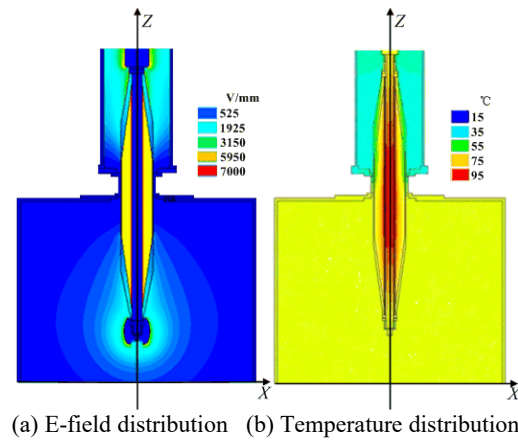 Z
V/mm
525
1925
3150
5950
7000
X
Z
℃
15
35
55
75
95
X
(a) E-field distribution (b) Temperature distribution